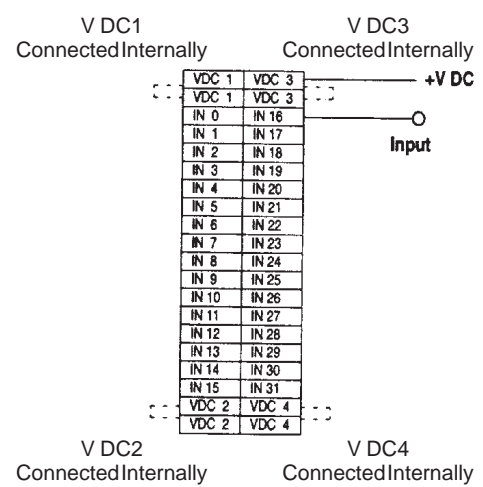 V DC1 V DC3
Connected Internally Connected Internally
VDC 1 VDC 3 +V DC
VDC 1 VDC 3
IN 0 IN 16
IN 1 IN 17 Input
IN 2 IN 18
IN 3 IN 19
IN 4 IN 20
IN 5 IN 21
IN 6 IN 22
IN 7 IN 23
IN 8 IN 24
IN 9 IN 25
IN 10 IN 26
IN 11 IN 27
IN 12 IN 28
IN 13 IN 29
IN 14 IN 30
IN 15 IN 31
VDC 2 VDC 4
VDC 2 VDC 4
V DC2 V DC4
Connected Internally Connected Internally